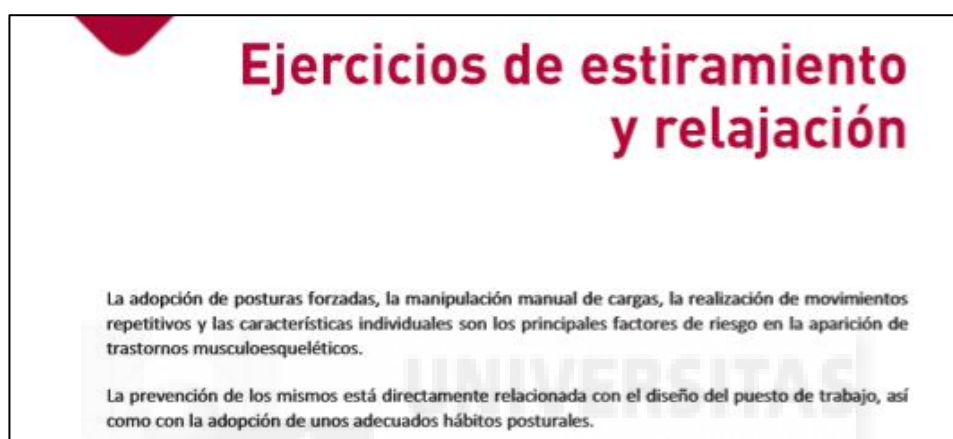 Ejercicios de estiramiento
y relajación
La adopción de posturas forzadas, la manipulación manual de cargas, la realización de movimientos
repetitivos y las características individuales son los principales factores de riesgo en la aparición de
trastornos musculoesqueléticos.
UNIVERSITAS
La prevención de los mismos está directamente relacionada con el diseño del puesto de trabajo, así
como con la adopción de unos adecuados hábitos posturales.